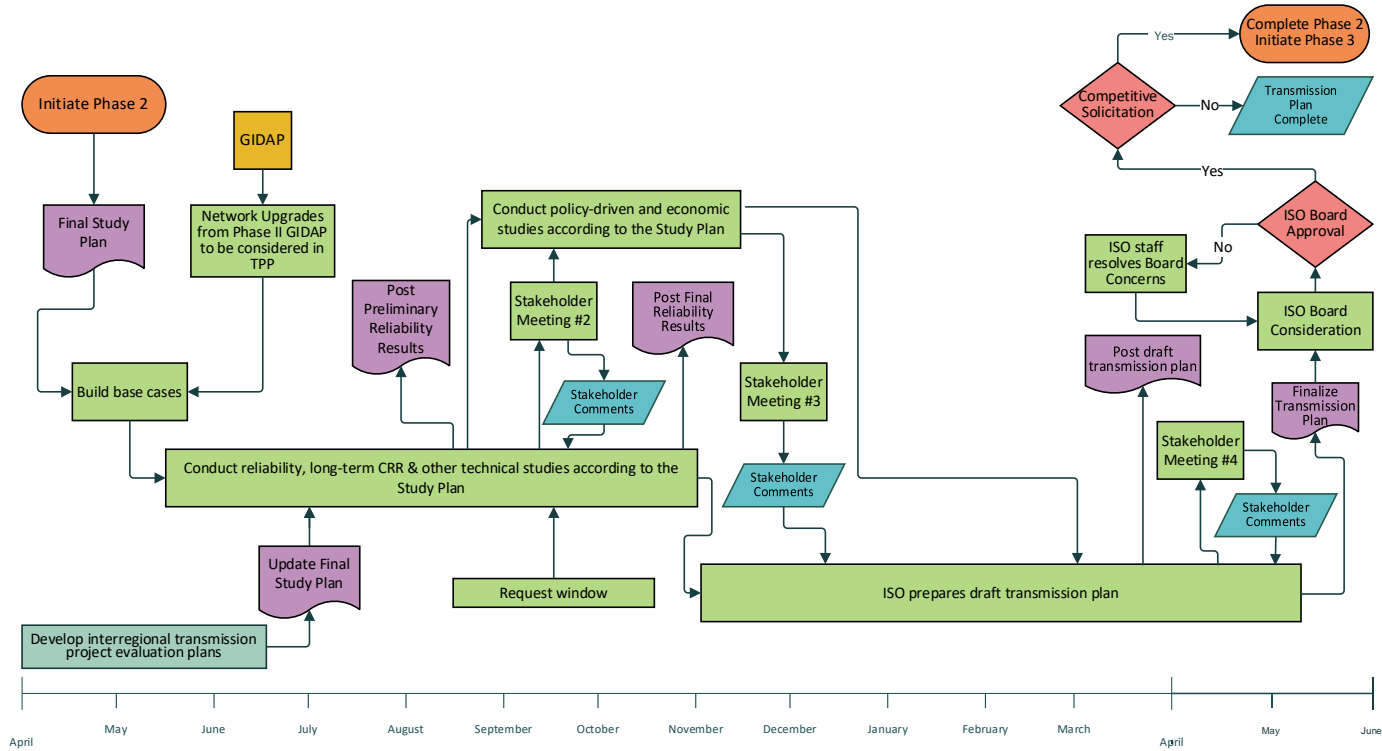 Complete Phase 2
Initiate Phase 3
Yes
Initiate Phase 2
Competitive
Solicitation
No
Transmission
Plan
Complete
GIDAP
Yes
Final Study
Plan
Network Upgrades
from Phase II GIDAP
to be considered in
TPP
Conduct policy-driven and economic
studies according to the Study Plan
ISO Board
Approval
No
ISO staff
resolves Board
Concerns
Post
Preliminary
Reliability
Results
Stakeholder
Meeting #2
Post Final
Reliability
Results
ISO Board
Consideration
Post draft
transmission plan
Build base cases
Stakeholder
Comments
Stakeholder
Meeting #3
Finalize
Transmission
Plan
Stakeholder
Meeting #4
Conduct reliability, long-term CRR & other technical studies according to the
Study Plan
Stakeholder
Comments
Stakeholder
Comments
Update Final
Study Plan
Request window
ISO prepares draft transmission plan
Develop interregional transmission
project evaluation plans
April
May
June
July
August
September
October
November
December
January
February
March
April
May
June